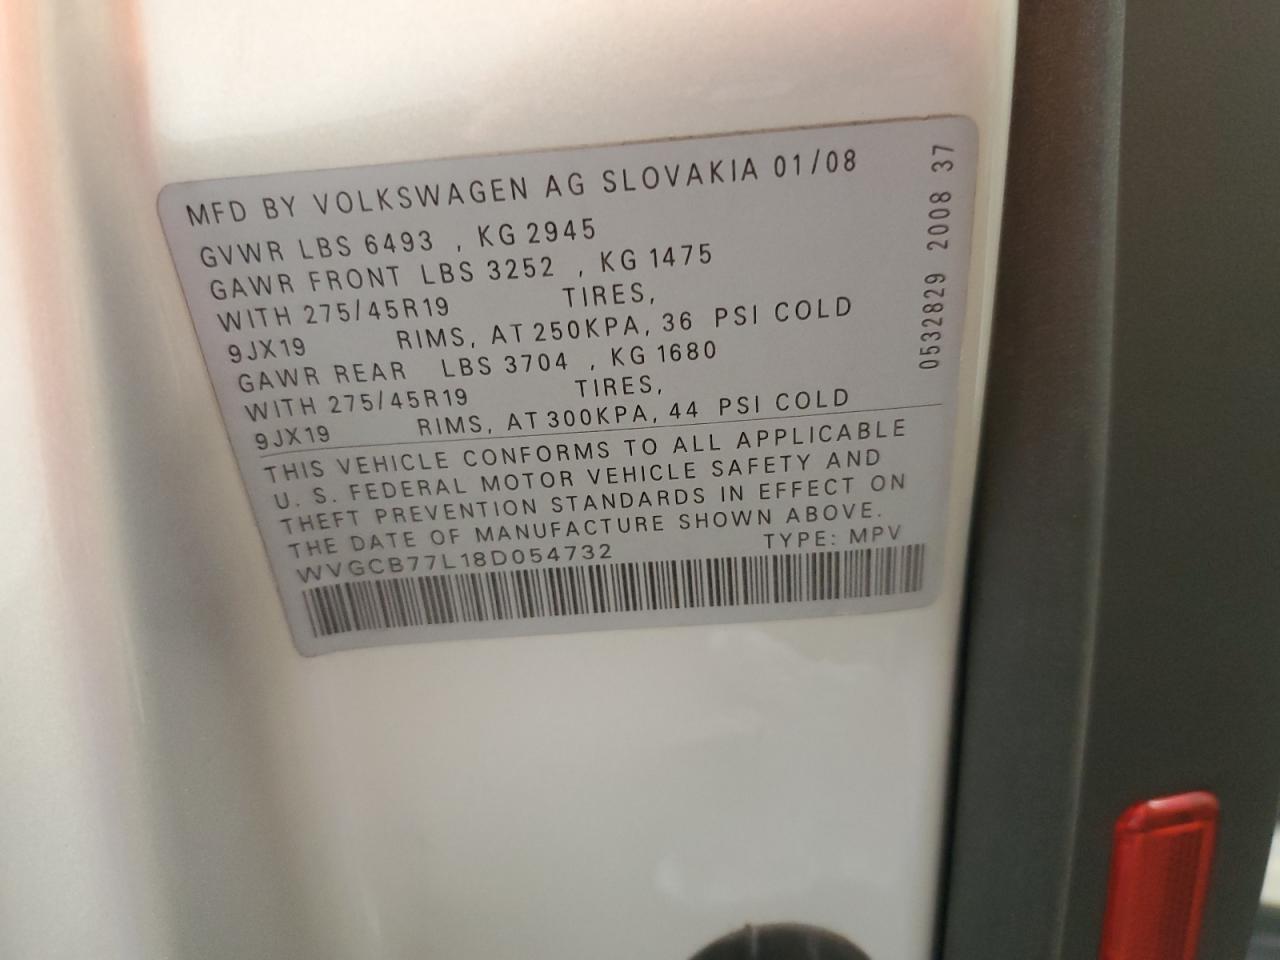 MFD BY VOLKSWAGEN AG SLOVAKIA 01/08
GVWR LBS 6493 , KG 2945
GAWR FRONT LBS 3252 , KG 1475
WITH 275/45R19 TIRES,
9JX19 RIMS, AT 250KPA, 36 PSI COLD
GAWR REAR LBS 3704 , KG 1680
WITH 275/45R19 TIRES,
9JX19 RIMS, AT 300KPA, 44 PSI COLD
THIS VEHICLE CONFORMS TO ALL APPLICABLE
U. S. FEDERAL MOTOR VEHICLE SAFETY AND
THEFT PREVENTION STANDARDS IN EFFECT ON
THE DATE OF MANUFACTURE SHOWN ABOVE.
WVGCB77L18D054732 TYPE: MPV
0532829 2008 37